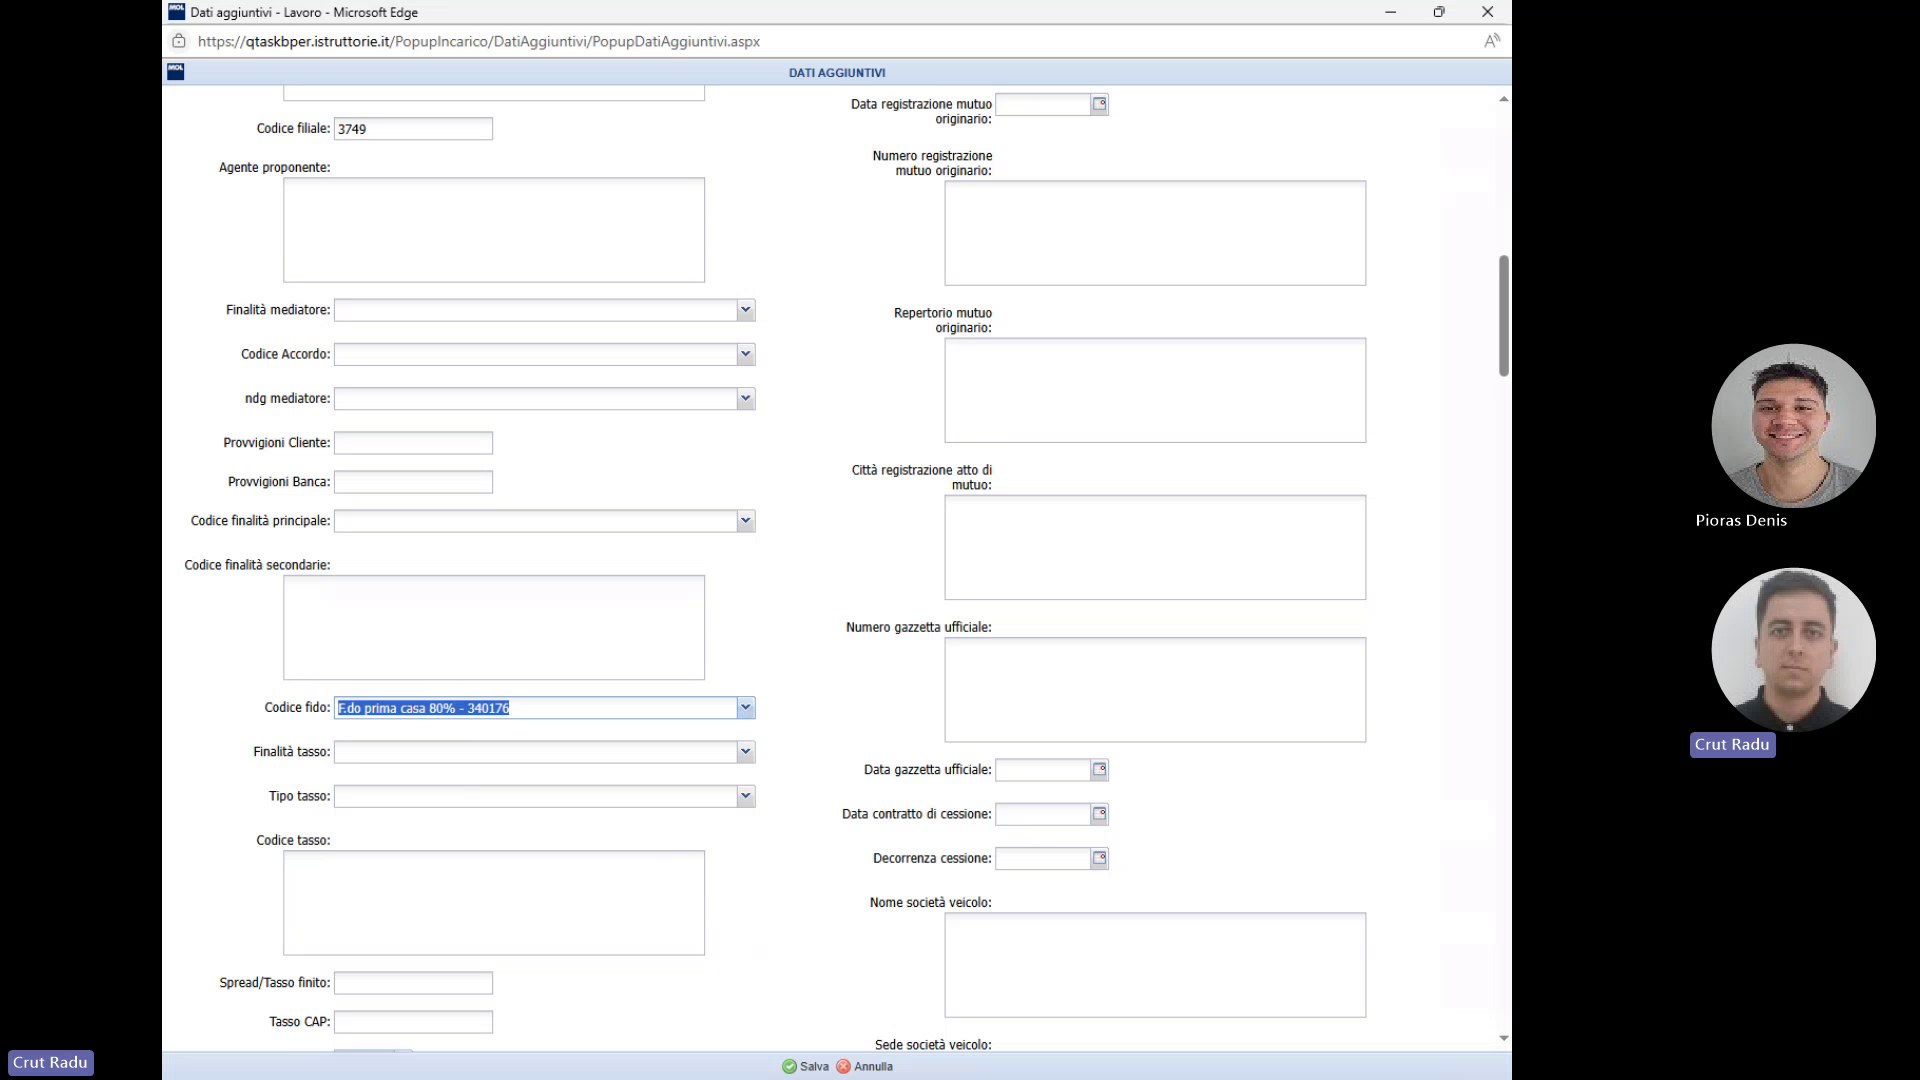 MOL Dati aggiuntivi - Lavoro - Microsoft Edge
https://qtaskbper.istruttorie.it/PopupIncarico/DatiAggiuntivi/PopupDatiAggiuntivi.aspx
MOL
DATI AGGIUNTIVI
Codice filiale: 3749
Agente proponente:
Finalità mediatore:
Codice Accordo:
ndg mediatore:
Provvigioni Cliente:
Provvigioni Banca:
Codice finalità principale:
Codice finalità secondarie:
Codice fido: F.do prima casa 80% - 340176
Finalità tasso:
Tipo tasso:
Codice tasso:
Spread/Tasso finito:
Tasso CAP:
Data registrazione mutuo
originario:
Numero registrazione
mutuo originario:
Repertorio mutuo
originario:
Città registrazione atto di
mutuo:
Numero gazzetta ufficiale:
Data gazzetta ufficiale:
Data contratto di cessione:
Decorrenza cessione:
Nome società veicolo:
Sede società veicolo:
Salva Annulla
Pioras Denis
Crut Radu
Crut Radu